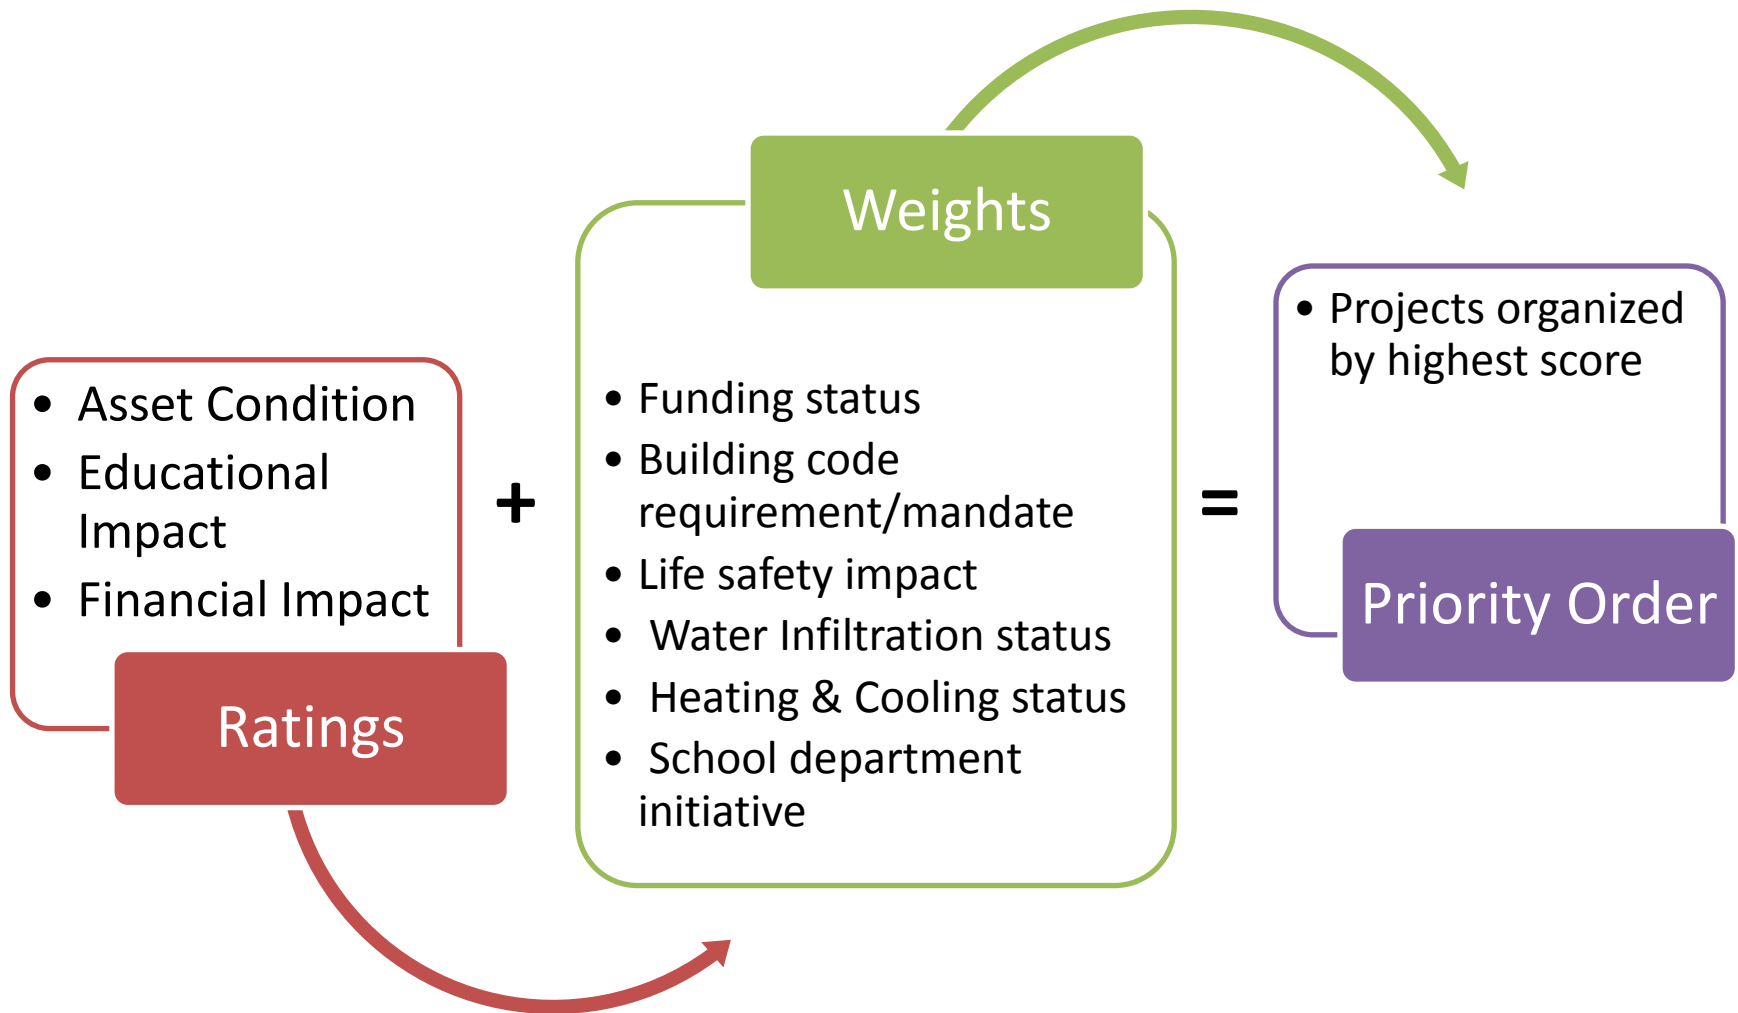 • Asset Condition
• Educational
Impact
• Financial Impact
Ratings
+
Weights
• Funding status
• Building code
requirement/mandate
• Life safety impact
• Water Infiltration status
• Heating & Cooling status
• School department
initiative
=
• Projects organized
by highest score
Priority Order